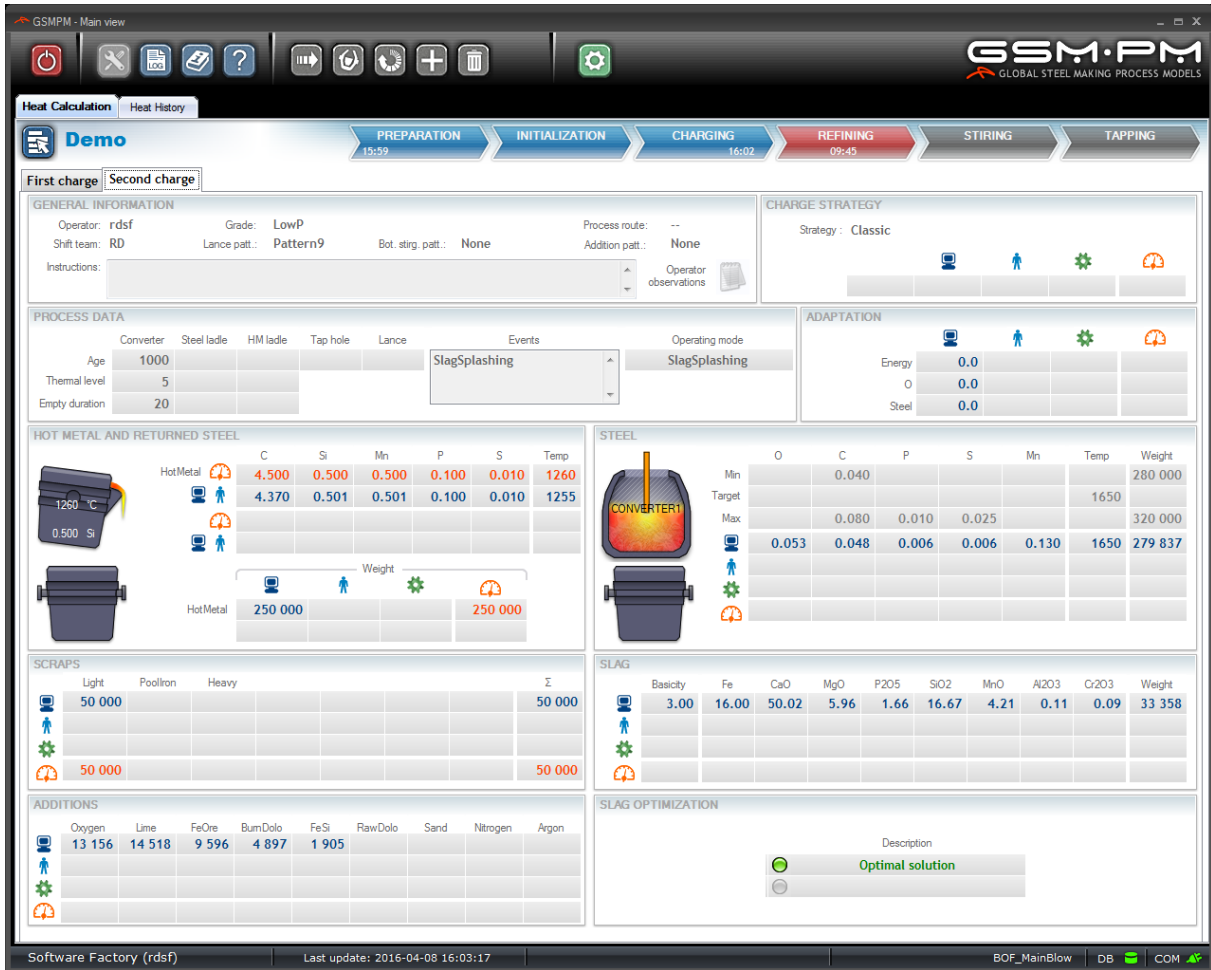 GSMPM - Main view
LOG
GSM·PM
GLOBAL STEEL MAKING PROCESS MODELS
Heat Calculation Heat History
Demo
PREPARATION INITIALIZATION CHARGING REFINING STIRING TAPPING
15:59 16:02 09:45
First charge Second charge
GENERAL INFORMATION
Operator: rdsf Grade: LowP Process route: --
Shift team: RD Lance patt.: Pattern9 Bot. stirg. patt.: None Addition patt.: None
Instructions: Operator observations
CHARGE STRATEGY
Strategy : Classic
PROCESS DATA
Converter Steel ladle HM ladle Tap hole Lance Events Operating mode
Age 1000 SlagSplashing SlagSplashing
Thermal level 5
Empty duration 20
ADAPTATION
Energy 0.0
O 0.0
Steel 0.0
HOT METAL AND RETURNED STEEL
C Si Mn P S Temp
HotMetal 4.500 0.500 0.500 0.100 0.010 1260
4.370 0.501 0.501 0.100 0.010 1255
1260 °C
0.500 Si
Weight
HotMetal 250 000 250 000
STEEL
O C P S Mn Temp Weight
Min 0.040 280 000
Target 1650
Max 0.080 0.010 0.025 320 000
CONVERTER1
0.053 0.048 0.006 0.006 0.130 1650 279 837
SCRAPS
Light PoolIron Heavy Σ
50 000 50 000
50 000 50 000
SLAG
Basicity Fe CaO MgO P2O5 SiO2 MnO Al2O3 Cr2O3 Weight
3.00 16.00 50.02 5.96 1.66 16.67 4.21 0.11 0.09 33 358
ADDITIONS
Oxygen Lime FeOre BurnDolo FeSi RawDolo Sand Nitrogen Argon
13 156 14 518 9 596 4 897 1 905
SLAG OPTIMIZATION
Description
Optimal solution
Software Factory (rdsf) Last update: 2016-04-08 16:03:17 BOF_MainBlow DB COM